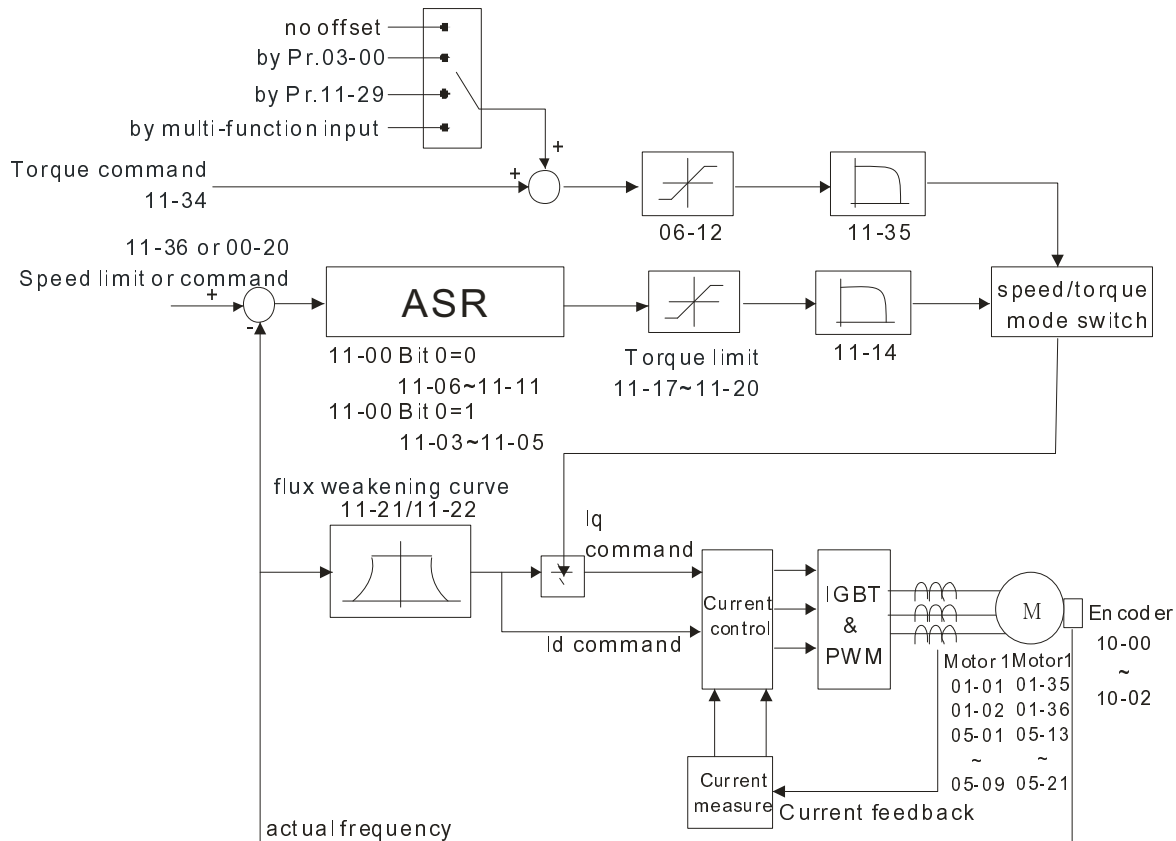 no offset
by Pr.03-00
by Pr.11-29
by multi-function input
+
+
Torque command
11-34
06-12
11-35
11-36 or 00-20
Speed limit or command
+
-
ASR
11-00 Bit 0=0
11-06~11-11
11-00 Bit 0=1
11-03~11-05
Torque limit
11-17~11-20
11-14
speed/torque
mode switch
flux weakening curve
11-21/11-22
Iq
command
Id command
Current
control
IGBT
&
PWM
M
Encoder
10-00
~
10-02
Motor 1 Motor1
01-01 01-35
01-02 01-36
05-01 05-13
~ ~
05-09 05-21
Current
measure
Current feedback
actual frequency